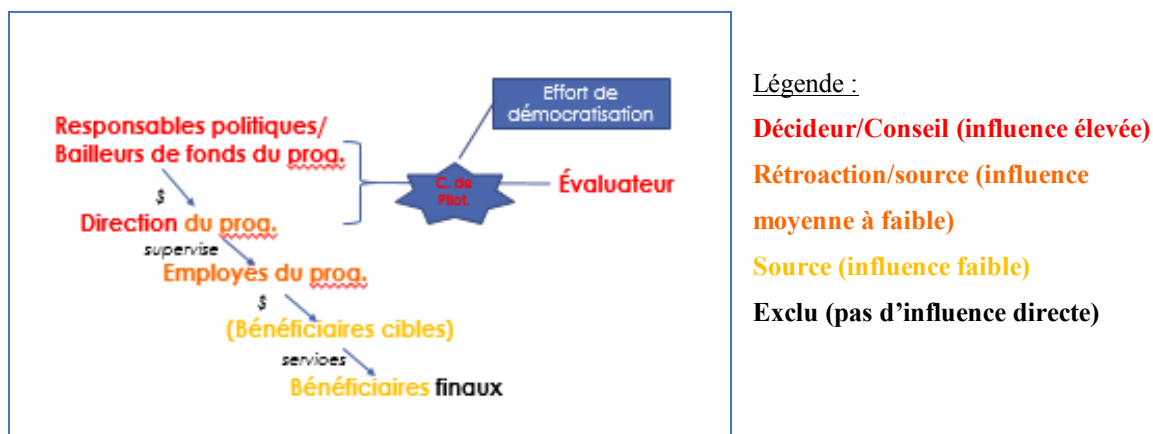 Effort de
démocratisation
Responsables politiques/
Bailleurs de fonds du prog.
C. de
Pilot.
Évaluateur
$
Direction du prog.
supervise
Employés du prog.
$
(Bénéficiaires cibles)
services
Bénéficiaires finaux
Légende :
Décideur/Conseil (influence élevée)
Rétroaction/source (influence
moyenne à faible)
Source (influence faible)
Exclu (pas d’influence directe)